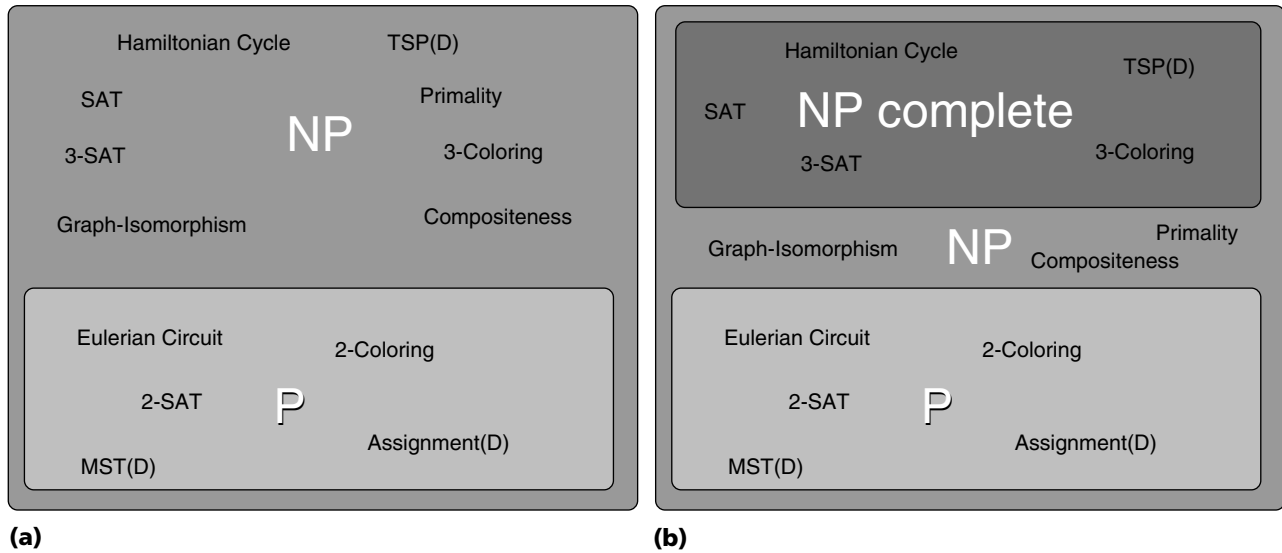 Hamiltonian Cycle
TSP(D)
SAT
Primality
NP
3-SAT
3-Coloring
Graph-Isomorphism
Compositeness
Eulerian Circuit
2-Coloring
2-SAT
P
Assignment(D)
MST(D)
(a)
Hamiltonian Cycle
TSP(D)
SAT
NP complete
3-SAT
3-Coloring
Graph-Isomorphism
NP
Primality
Compositeness
Eulerian Circuit
2-Coloring
2-SAT
P
Assignment(D)
MST(D)
(b)